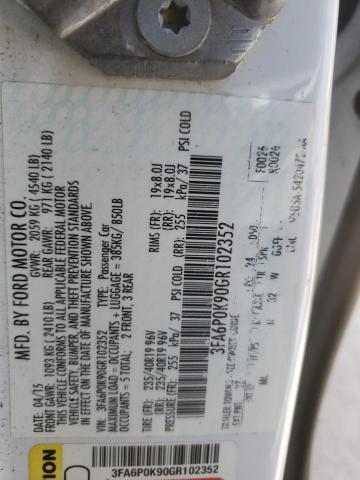 MFD. BY FORD MOTOR CO.
04/15 GVWR: 2059 KG ( 4540 LB)
FRONT GAWR: 1093 KG ( 2410 LB) REAR GAWR: 971 KG ( 2140 LB)
THIS VEHICLE CONFORMS TO ALL APPLICABLE FEDERAL MOTOR
VEHICLE SAFETY, BUMPER, AND THEFT PREVENTION STANDARDS
IN EFFECT ON THE DATE OF MANUFACTURE SHOWN ABOVE.
VIN: 3FA6P0K90GR102352
TYPE: Passenger Car
MAXIMUM LOAD = OCCUPANTS + LUGGAGE = 385KG/ 850LB
OCCUPANTS = 5 TOTAL: 2 FRONT, 3 REAR
TIRE (FR): 235/40R19 96V RIMS (FR): 19x8.0J
235/40R19 96V RIMS (RR): 19x8.0J
PRESSURE (FR): 255 kPa/ 37 PSI COLD
(RR): 255 kPa/ 37 PSI COLD
3FA6P0K90GR102352
F0026
CAUTION
3FA6P0K90GR102352